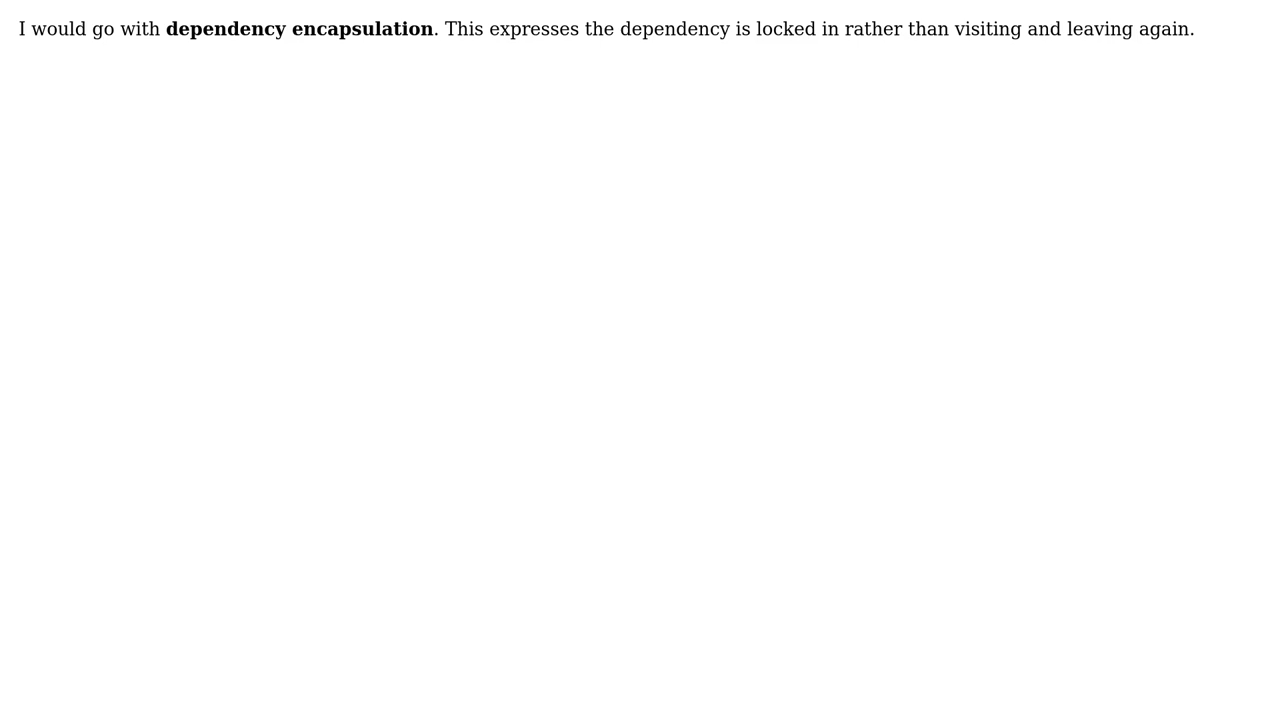 I would go with dependency encapsulation. This expresses the dependency is locked in rather than visiting and leaving again.